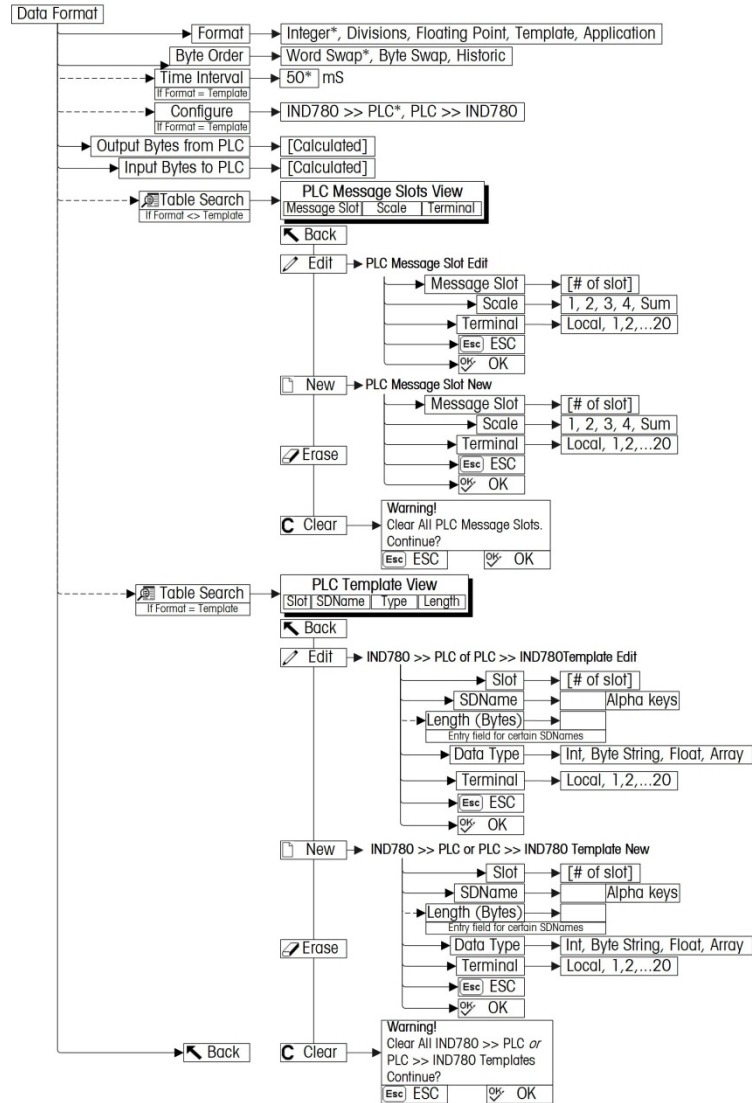 Data Format
Format Integer*, Divisions, Floating Point, Template, Application
Byte Order Word Swap*, Byte Swap, Historic
Time Interval 50* mS
If Format = Template
Configure IND780 >> PLC*, PLC >> IND780
If Format = Template
Output Bytes from PLC [Calculated]
Input Bytes to PLC [Calculated]
Table Search PLC Message Slots View
If Format <> Template Message Slot Scale Terminal
Back
Edit PLC Message Slot Edit
Message Slot [# of slot]
Scale 1, 2, 3, 4, Sum
Terminal Local, 1,2,...20
Esc ESC
OK OK
New PLC Message Slot New
Message Slot [# of slot]
Scale 1, 2, 3, 4, Sum
Terminal Local, 1,2,...20
Erase
Esc ESC
OK OK
Warning!
C Clear Clear All PLC Message Slots.
Continue?
Esc ESC OK OK
Table Search PLC Template View
If Format = Template Slot SDName Type Length
Back
Edit IND780 >> PLC of PLC >> IND780Template Edit
Slot [# of slot]
SDName Alpha keys
Length (Bytes)
Entry field for certain SDNames
Data Type Int, Byte String, Float, Array
Terminal Local, 1,2,...20
Esc ESC
OK OK
New IND780 >> PLC or PLC >> IND780 Template New
Slot [# of slot]
SDName Alpha keys
Length (Bytes)
Entry field for certain SDNames
Erase Data Type Int, Byte String, Float, Array
Terminal Local, 1,2,...20
Esc ESC
OK OK
Warning!
Clear All IND780 >> PLC or
Back C Clear PLC >> IND780 Templates
Continue?
Esc ESC OK OK